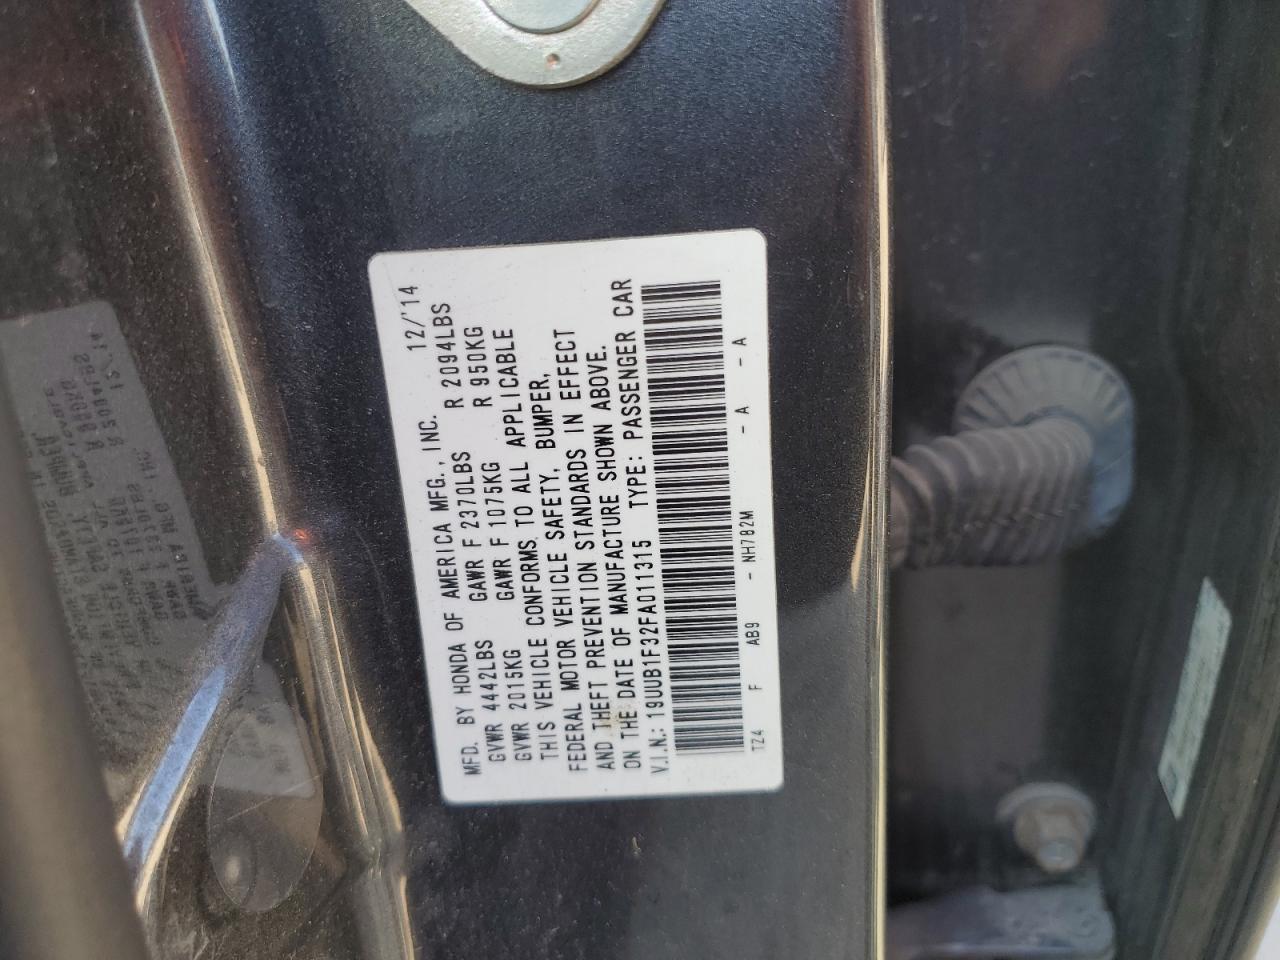 MFD. BY HONDA OF AMERICA MFG., INC. 12/'14
GVWR 4442LBS GAWR F 2370LBS R 2094LBS
GVWR 2015KG GAWR F 1075KG R 950KG
THIS VEHICLE CONFORMS TO ALL APPLICABLE
FEDERAL MOTOR VEHICLE SAFETY, BUMPER,
AND THEFT PREVENTION STANDARDS IN EFFECT
ON THE DATE OF MANUFACTURE SHOWN ABOVE.
V.I.N.: 19UUB1F32FA011315 TYPE: PASSENGER CAR
TZ4 F AB9 - NH782M - A - A